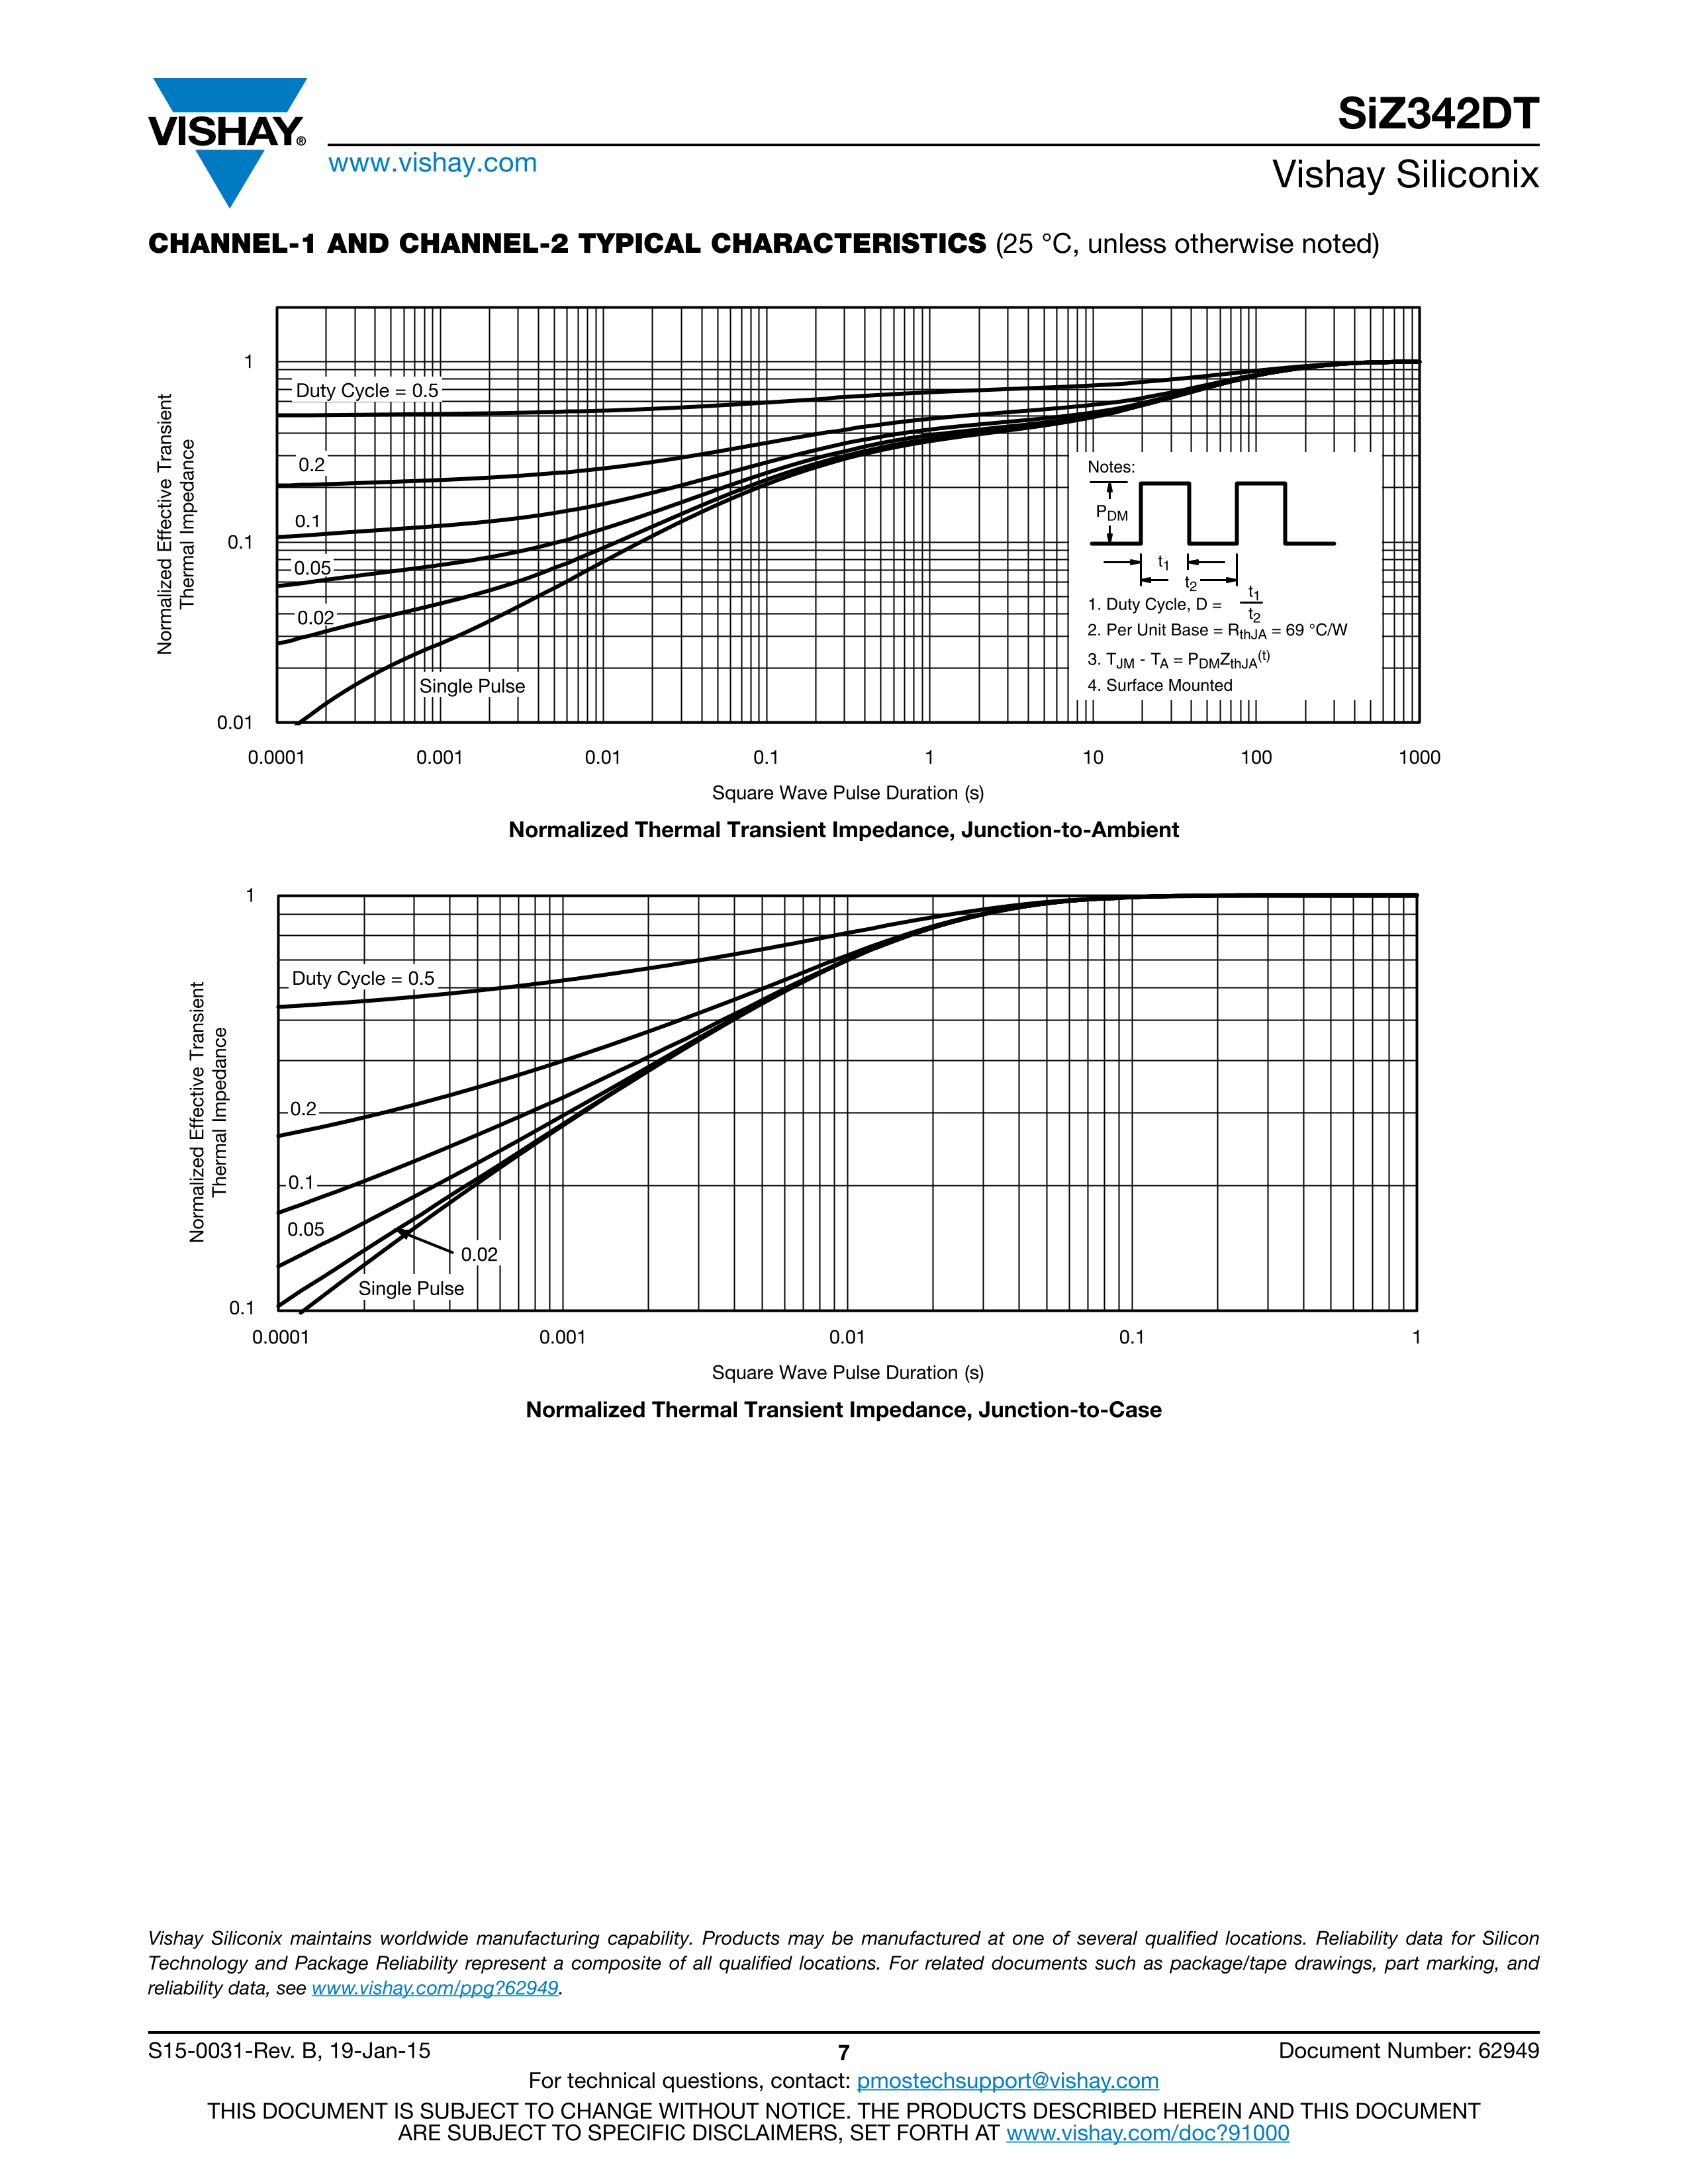 VISHAY®
www.vishay.com
SiZ342DT
Vishay Siliconix
CHANNEL-1 AND CHANNEL-2 TYPICAL CHARACTERISTICS (25 °C, unless otherwise noted)
Normalized Effective Transient
Thermal Impedance
1
0.1
0.01
Duty Cycle = 0.5
0.2
0.1
0.05
0.02
Single Pulse
Notes:
PDM
t1
t2
1. Duty Cycle, D = t1
t2
2. Per Unit Base = RthJA = 69 °C/W
3. TJM - TA = PDMZthJA(t)
4. Surface Mounted
0.0001 0.001 0.01 0.1 1 10 100 1000
Square Wave Pulse Duration (s)
Normalized Thermal Transient Impedance, Junction-to-Ambient
Normalized Effective Transient
Thermal Impedance
1
0.1
Duty Cycle = 0.5
0.2
0.1
0.05
0.02
Single Pulse
0.0001 0.001 0.01 0.1 1
Square Wave Pulse Duration (s)
Normalized Thermal Transient Impedance, Junction-to-Case
Vishay Siliconix maintains worldwide manufacturing capability. Products may be manufactured at one of several qualified locations. Reliability data for Silicon
Technology and Package Reliability represent a composite of all qualified locations. For related documents such as package/tape drawings, part marking, and
reliability data, see www.vishay.com/ppg?62949.
S15-0031-Rev. B, 19-Jan-15
7
Document Number: 62949
For technical questions, contact: pmostechsupport@vishay.com
THIS DOCUMENT IS SUBJECT TO CHANGE WITHOUT NOTICE. THE PRODUCTS DESCRIBED HEREIN AND THIS DOCUMENT
ARE SUBJECT TO SPECIFIC DISCLAIMERS, SET FORTH AT www.vishay.com/doc?91000